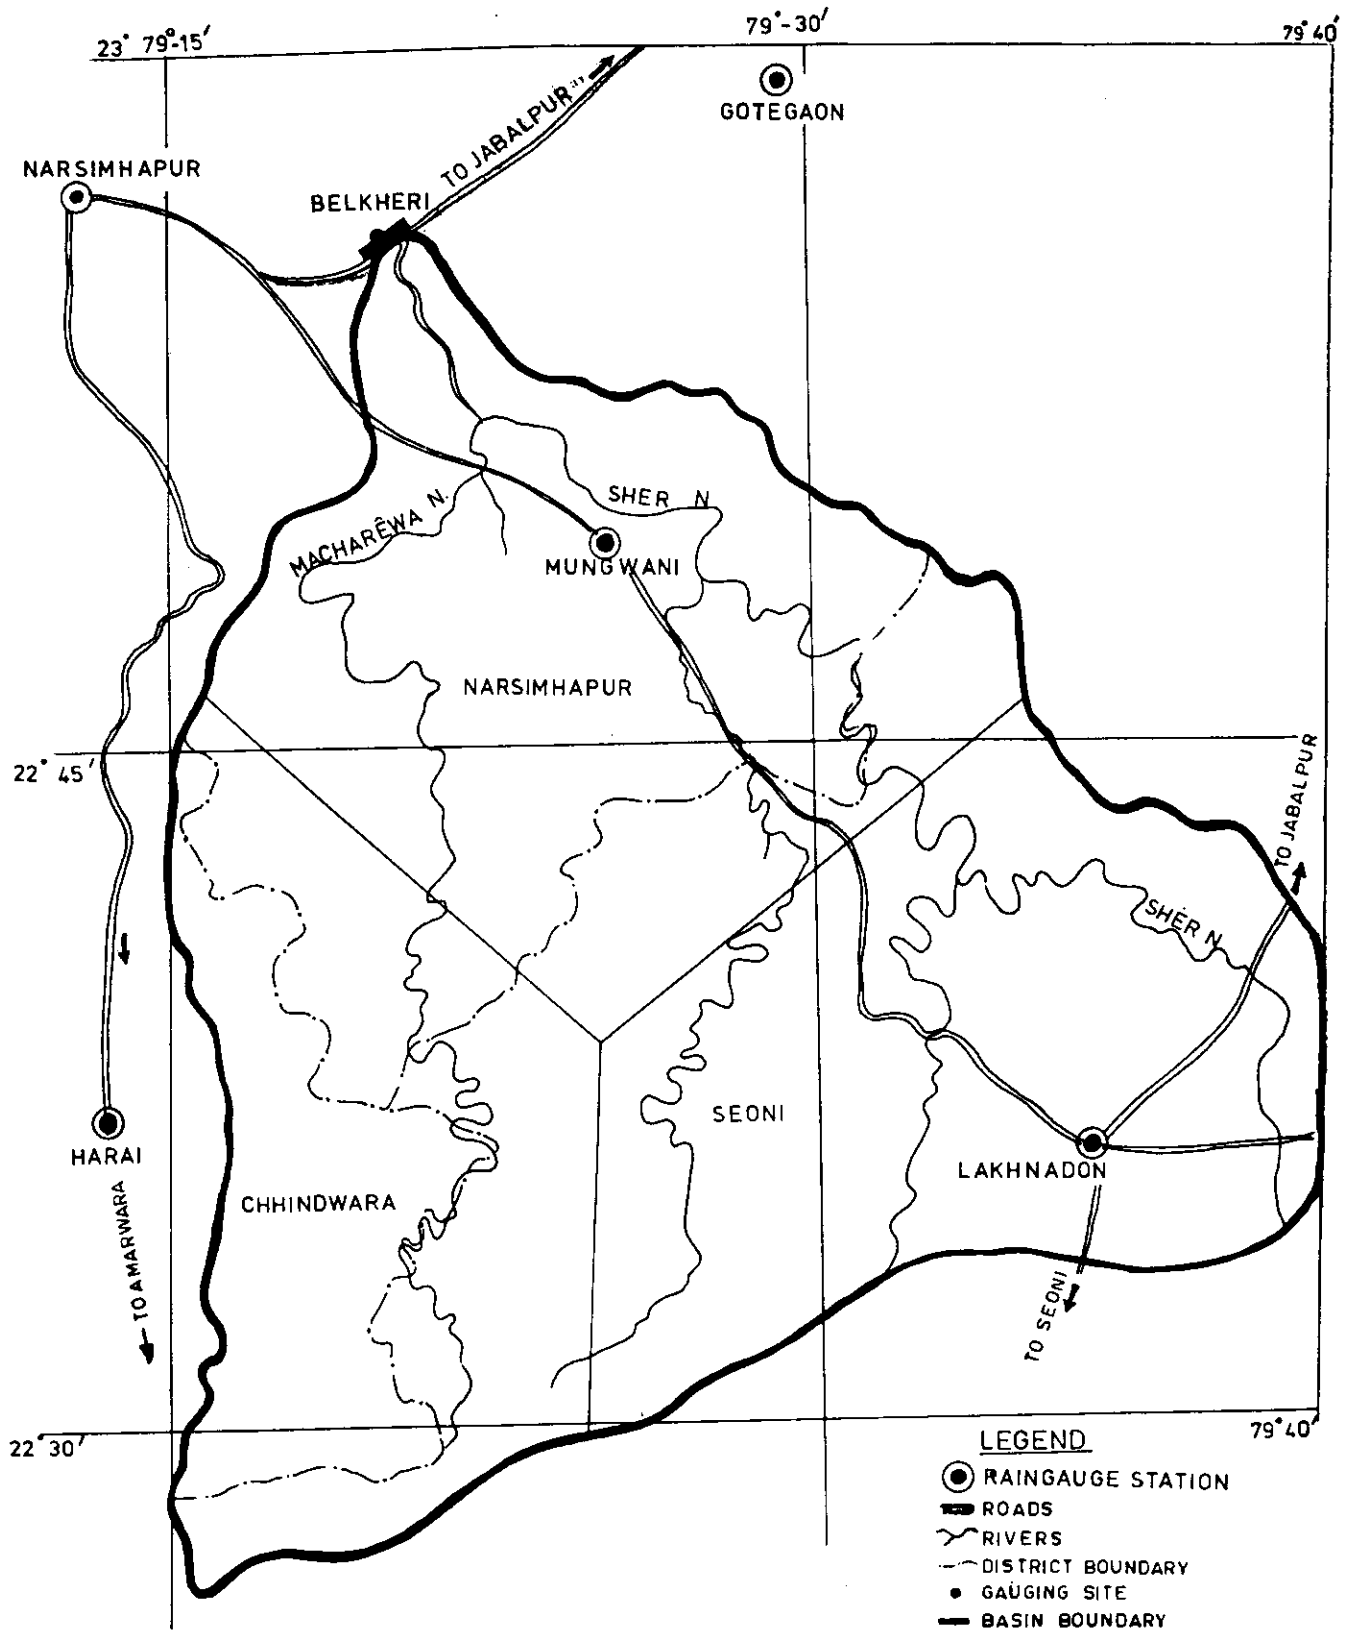 23° 79°-15′
79°-30′
79°40′
GOTEGAON
TO JABALPUR
NARSIMHAPUR
BELKHERI
SHER N
MACHARÊWA N.
MUNGWANI
NARSIMHAPUR
22° 45′
TO JABALPUR
SHER N
SEONI
HARAI
LAKHNADON
CHHINDWARA
TO AMARWARA
TO SEONI
22° 30′
79°40′
LEGEND
RAINGAUGE STATION
ROADS
RIVERS
DISTRICT BOUNDARY
GAUGING SITE
BASIN BOUNDARY